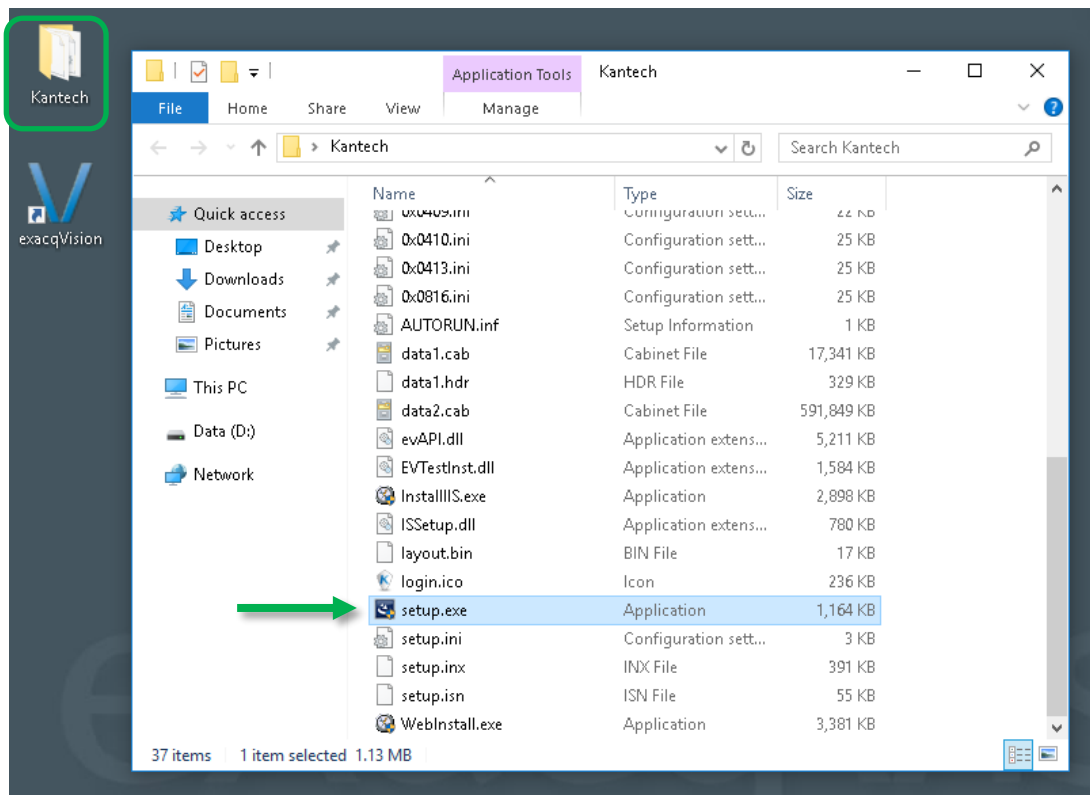 Kantech
exacqVision
Application Tools Kantech
File Home Share View Manage
Kantech Search Kantech
Name Type Size
Quick access
Desktop
Downloads
Documents
Pictures
This PC
Data (D:)
Network
0x0409.ini Configuration sett... 22 KB
0x0410.ini Configuration sett... 25 KB
0x0413.ini Configuration sett... 25 KB
0x0816.ini Configuration sett... 25 KB
AUTORUN.inf Setup Information 1 KB
data1.cab Cabinet File 17,341 KB
data1.hdr HDR File 329 KB
data2.cab Cabinet File 591,849 KB
evAPI.dll Application extens... 5,211 KB
EVTestInst.dll Application extens... 1,584 KB
InstallIIS.exe Application 2,898 KB
ISSetup.dll Application extens... 780 KB
layout.bin BIN File 17 KB
login.ico Icon 236 KB
setup.exe Application 1,164 KB
setup.ini Configuration sett... 3 KB
setup.inx INX File 391 KB
setup.isn ISN File 55 KB
WebInstall.exe Application 3,381 KB
37 items 1 item selected 1.13 MB